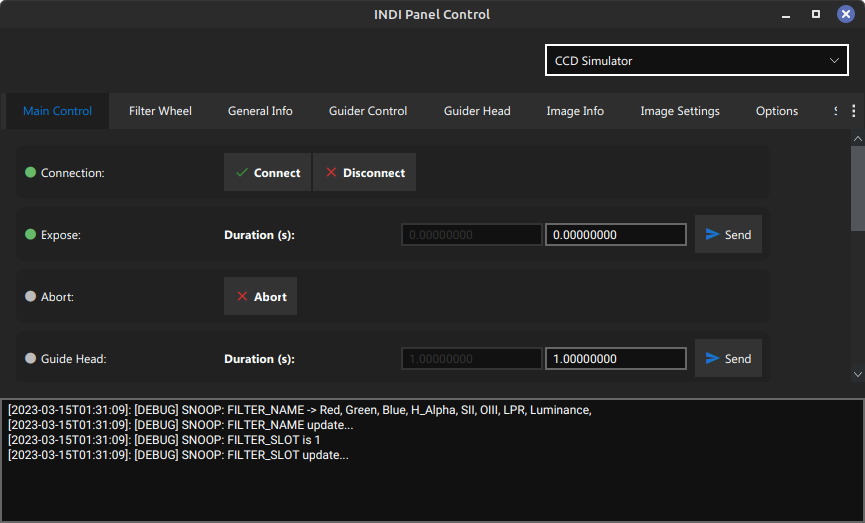 INDI Panel Control
CCD Simulator
Main Control Filter Wheel General Info Guider Control Guider Head Image Info Image Settings Options
Connection: Connect Disconnect
Expose: Duration (s): 0.00000000 0.00000000 Send
Abort: Abort
Guide Head: Duration (s): 1.00000000 1.00000000 Send
[2023-03-15T01:31:09]: [DEBUG] SNOOP: FILTER_NAME -> Red, Green, Blue, H_Alpha, SII, OIII, LPR, Luminance,
[2023-03-15T01:31:09]: [DEBUG] SNOOP: FILTER_NAME update...
[2023-03-15T01:31:09]: [DEBUG] SNOOP: FILTER_SLOT is 1
[2023-03-15T01:31:09]: [DEBUG] SNOOP: FILTER_SLOT update...